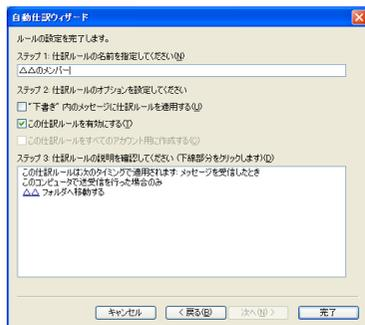 自動仕訳ウィザード
ルールの設定を完了します。
ステップ 1: 仕訳ルールの名前を指定してください(N)
△△のメンバー
ステップ 2: 仕訳ルールのオプションを設定してください
"下書き" 内のメッセージに仕訳ルールを適用する(U)
この仕訳ルールを有効にする(T)
この仕訳ルールをすべてのアカウント用に作成する(C)
ステップ 3: 仕訳ルールの説明を確認してください (下線部分をクリックします)(D)
この仕訳ルールは次のタイミングで適用されます: メッセージを受信したとき
このコンピュータで送受信を行った場合のみ
△△ フォルダへ移動する
キャンセル
< 戻る(B)
次へ(N) >
完了